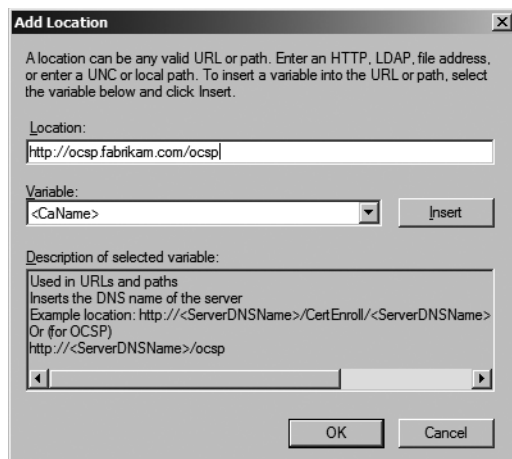 Add Location
A location can be any valid URL or path. Enter an HTTP, LDAP, file address,
or enter a UNC or local path. To insert a variable into the URL or path, select
the variable below and click Insert.
Location:
http://ocsp.fabrikam.com/ocsp
Variable:
<CaName>
Insert
Description of selected variable:
Used in URLs and paths
Inserts the DNS name of the server
Example location: http://<ServerDNSName>/CertEnroll/<ServerDNSName>
Or (for OCSP)
http://<ServerDNSName>/ocsp
OK
Cancel